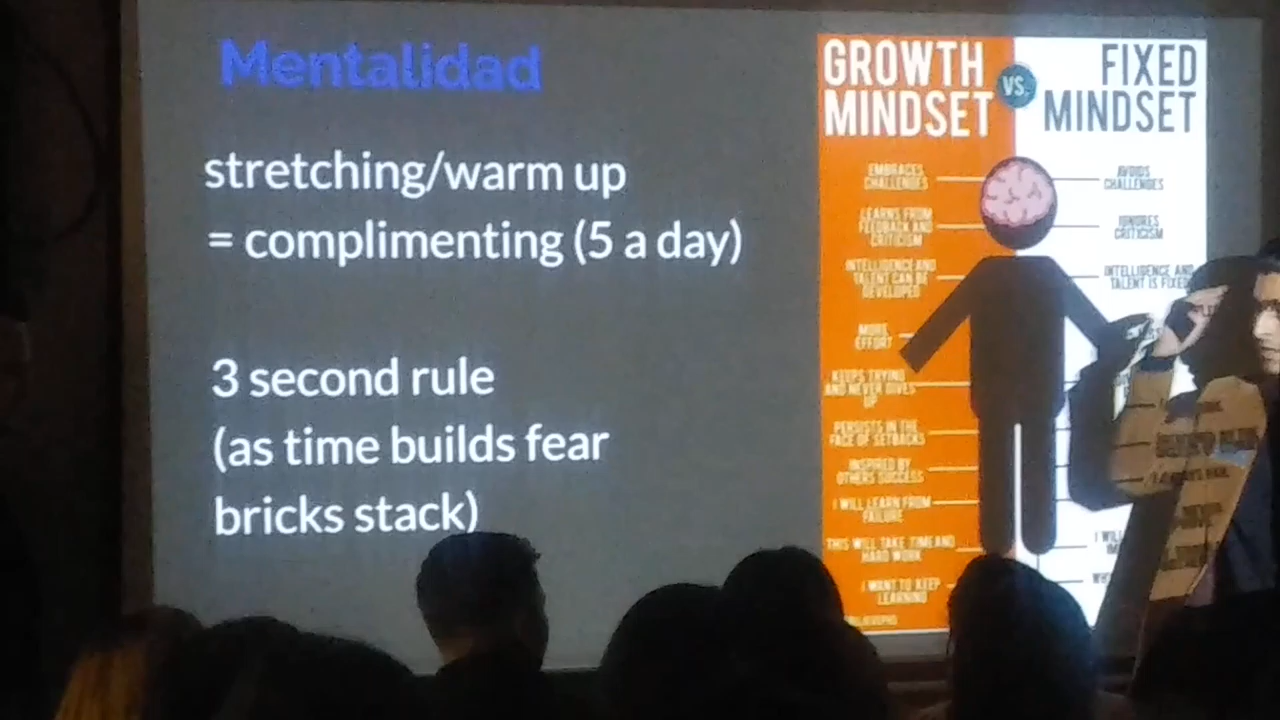 Mentalidad
stretching/warm up
= complimenting (5 a day)
3 second rule
(as time builds fear
bricks stack)
GROWTH
MINDSET
VS.
FIXED
MINDSET
EMBRACES
CHALLENGES
LEARNS FROM
FEEDBACK AND
CRITICISM
INTELLIGENCE AND
TALENT CAN BE
DEVELOPED
MORE
EFFORT
KEEPS TRYING
AND NEVER GIVES
UP
PERSISTS IN THE
FACE OF SETBACKS
INSPIRED BY
OTHERS SUCCESS
I WILL LEARN FROM
FAILURE
THIS WILL TAKE TIME AND
HARD WORK
I WANT TO KEEP
LEARNING
AVOIDS
CHALLENGES
IGNORES
CRITICISM
INTELLIGENCE AND
TALENT IS FIXED